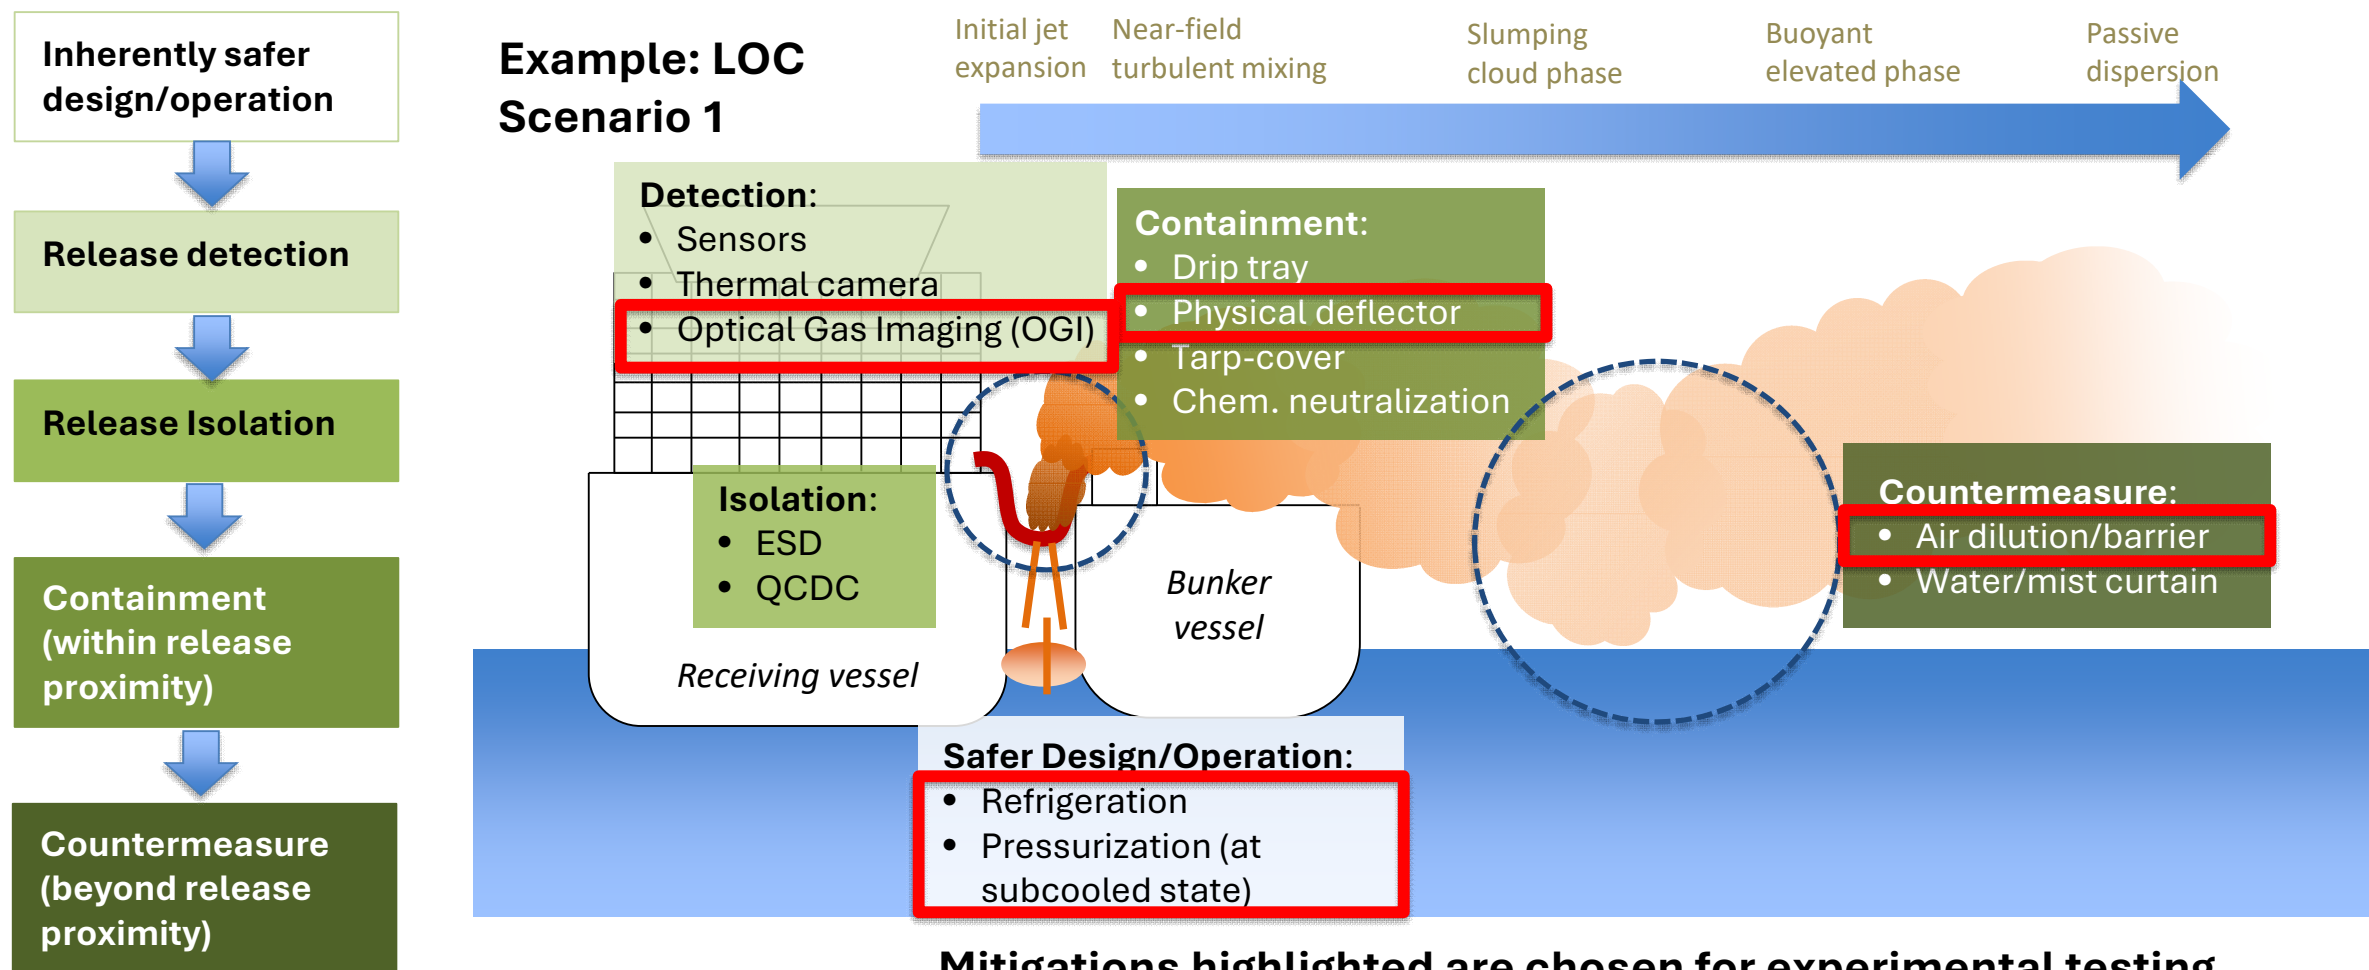 Inherently safer
design/operation
Release detection
Release Isolation
Containment
(within release
proximity)
Countermeasure
(beyond release
proximity)
Example: LOC
Scenario 1
Initial jet
expansion
Near-field
turbulent mixing
Slumping
cloud phase
Buoyant
elevated phase
Passive
dispersion
Detection:
• Sensors
• Thermal camera
• Optical Gas Imaging (OGI)
Containment:
• Drip tray
• Physical deflector
• Tarp-cover
• Chem. neutralization
Isolation:
• ESD
• QCDC
Countermeasure:
• Air dilution/barrier
• Water/mist curtain
Bunker
vessel
Receiving vessel
Safer Design/Operation:
• Refrigeration
• Pressurization (at
subcooled state)
Mitigations highlighted are chosen for experimental testing